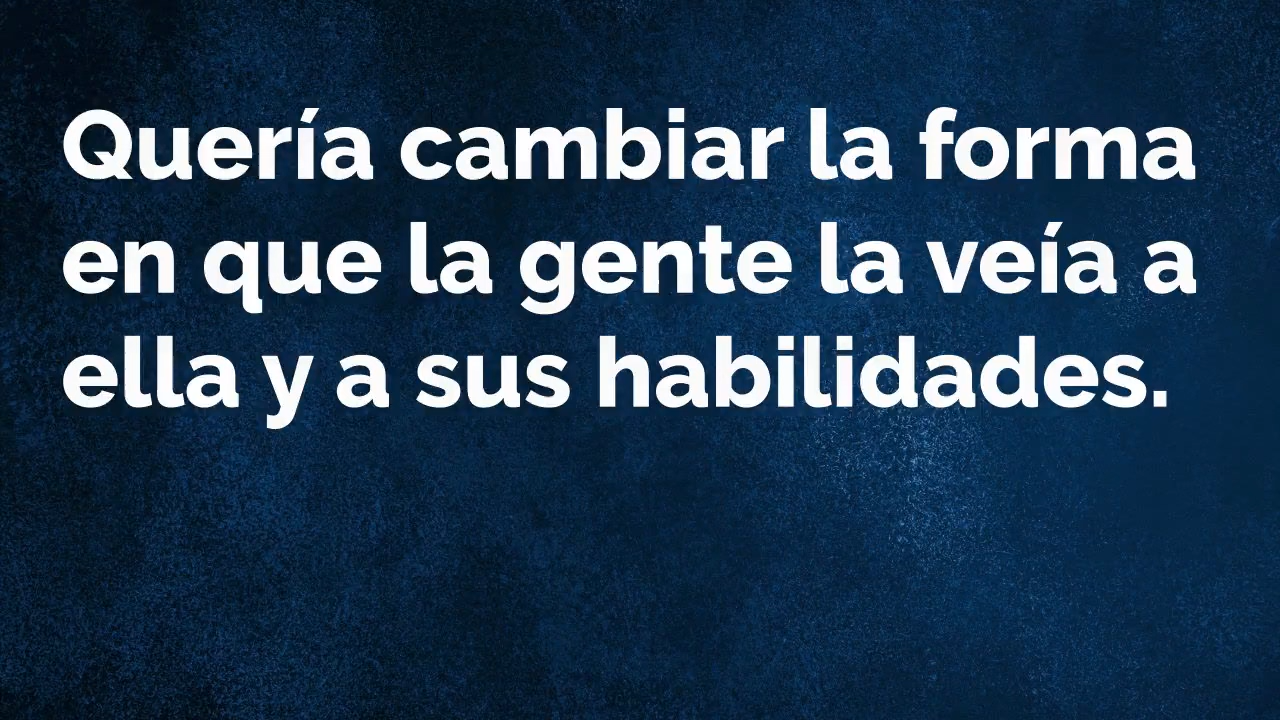 Quería cambiar la forma
en que la gente la veía a
ella y a sus habilidades.